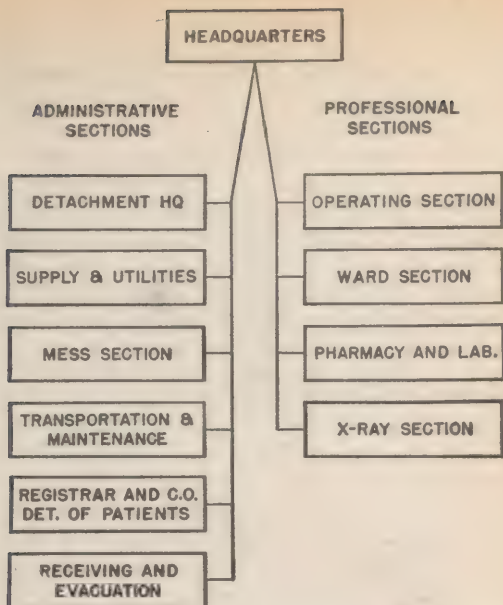 HEADQUARTERS
ADMINISTRATIVE
SECTIONS
DETACHMENT HQ
SUPPLY & UTILITIES
MESS SECTION
TRANSPORTATION &
MAINTENANCE
REGISTRAR AND C.O.
DET. OF PATIENTS
RECEIVING AND
EVACUATION
PROFESSIONAL
SECTIONS
OPERATING SECTION
WARD SECTION
PHARMACY AND LAB.
X-RAY SECTION